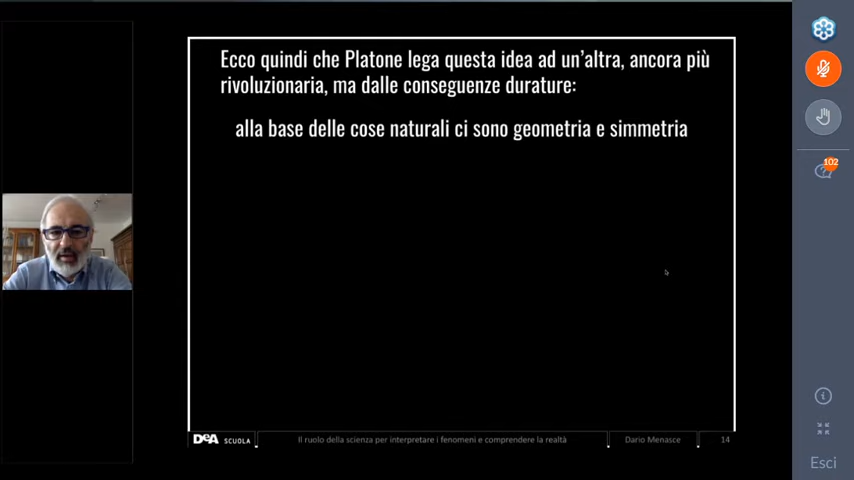 Ecco quindi che Platone lega questa idea ad un'altra, ancora più
rivoluzionaria, ma dalle conseguenze durature:
alla base delle cose naturali ci sono geometria e simmetria
102
DeA SCUOLA
Il ruolo della scienza per interpretare i fenomeni e comprendere la realtà
Dario Menasce
14
Esci